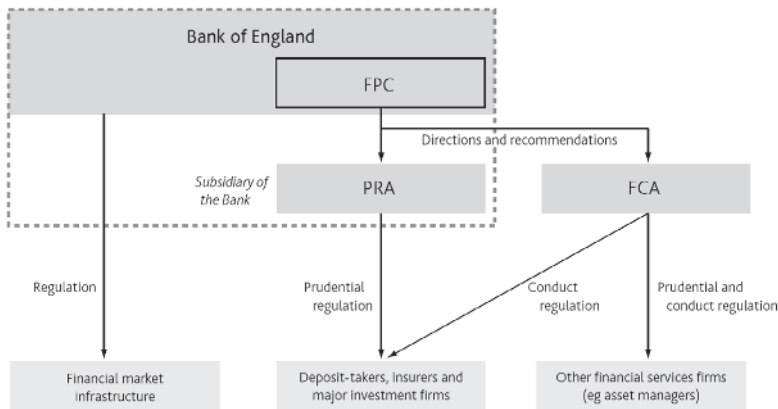 Bank of England
FPC
Directions and recommendations
Subsidiary of
the Bank
PRA
FCA
Regulation
Prudential
regulation
Conduct
regulation
Prudential and
conduct regulation
Financial market
infrastructure
Deposit-takers, insurers and
major investment firms
Other financial services firms
(eg asset managers)